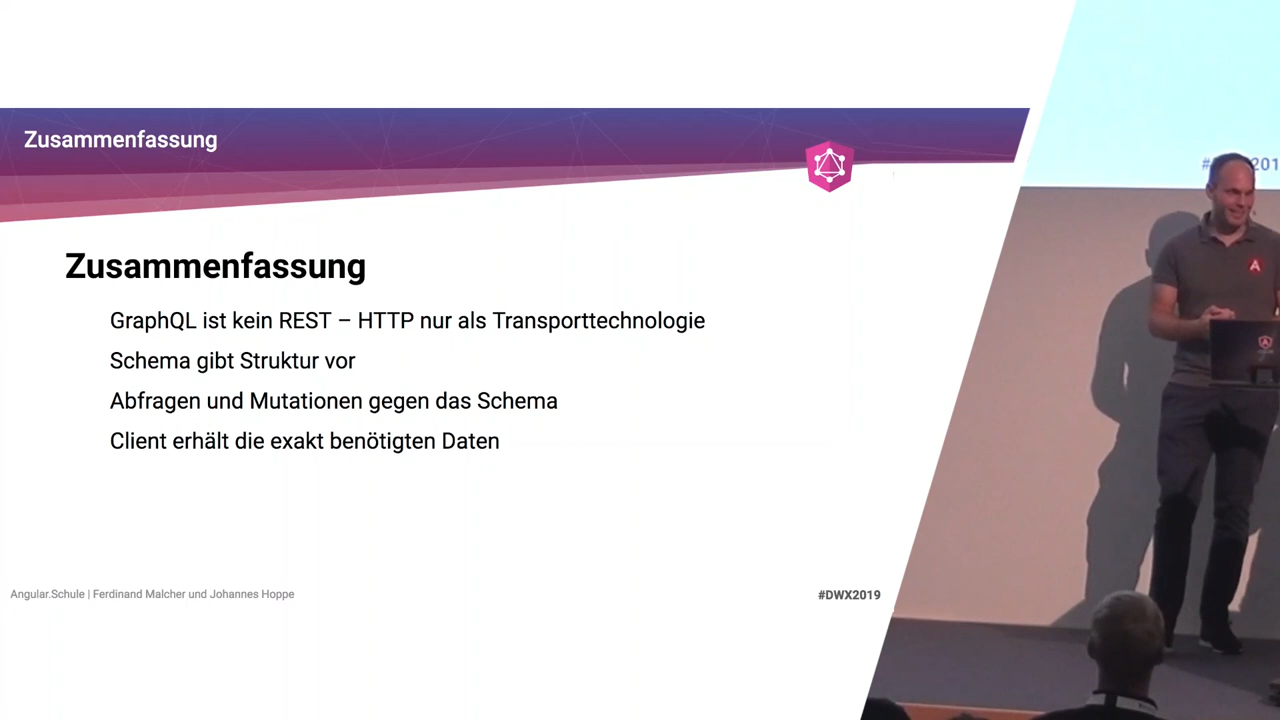 Zusammenfassung
Zusammenfassung
GraphQL ist kein REST – HTTP nur als Transporttechnologie
Schema gibt Struktur vor
Abfragen und Mutationen gegen das Schema
Client erhält die exakt benötigten Daten
Angular.Schule | Ferdinand Malcher und Johannes Hoppe
#DWX2019
A